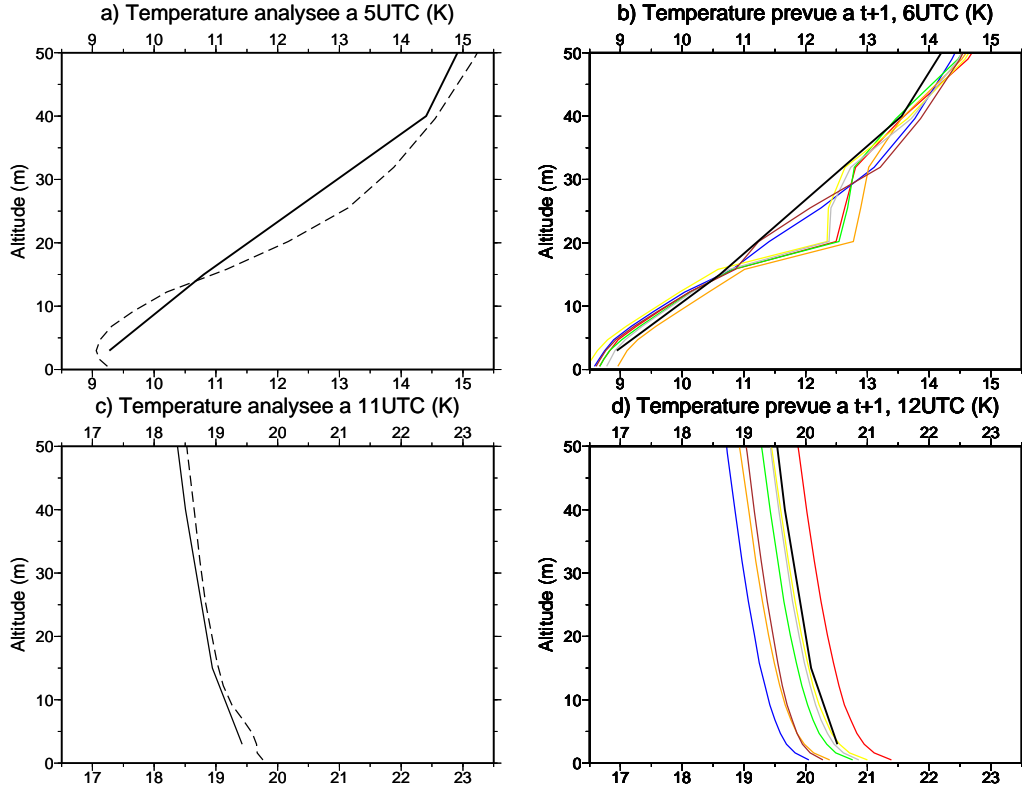 a) Temperature analysee a 5UTC (K)
9 10 11 12 13 14 15
50
40
30
20
10
0
Altitude (m)
9 10 11 12 13 14 15
b) Temperature prevue a t+1, 6UTC (K)
9 10 11 12 13 14 15
50
40
30
20
10
0
Altitude (m)
9 10 11 12 13 14 15
c) Temperature analysee a 11UTC (K)
17 18 19 20 21 22 23
50
40
30
20
10
0
Altitude (m)
17 18 19 20 21 22 23
d) Temperature prevue a t+1, 12UTC (K)
17 18 19 20 21 22 23
50
40
30
20
10
0
Altitude (m)
17 18 19 20 21 22 23